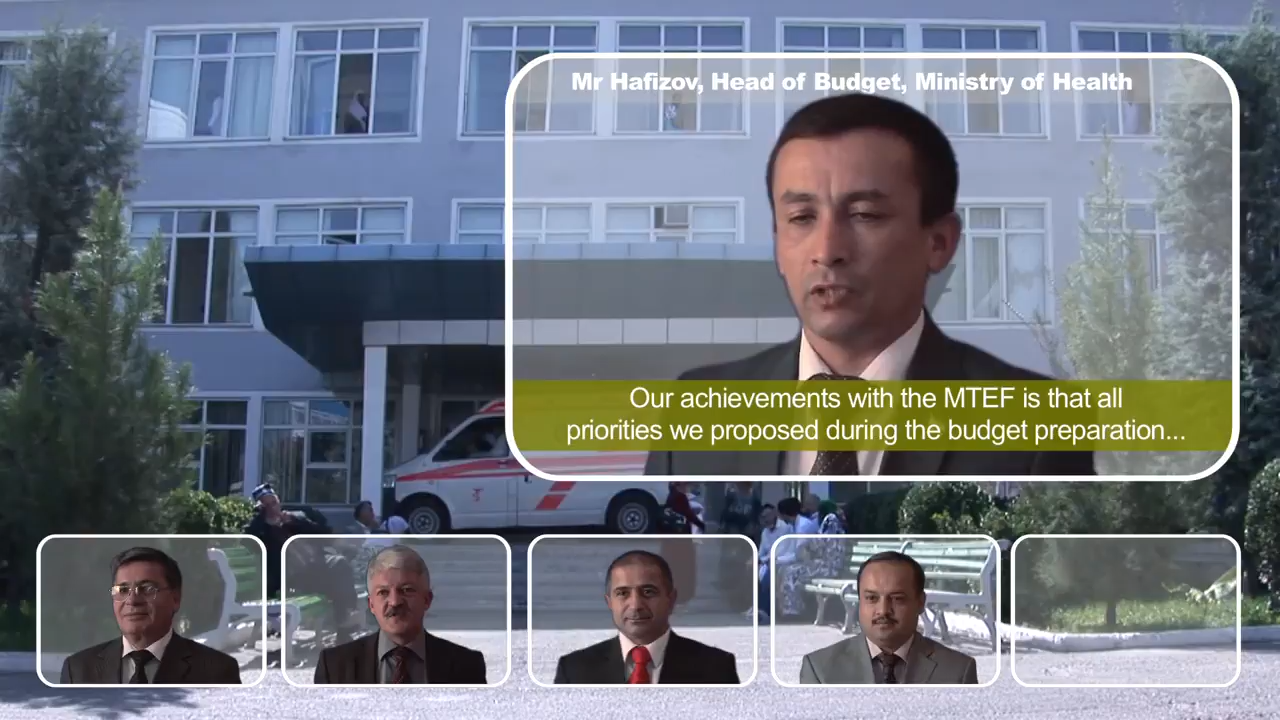 Mr Hafizov, Head of Budget, Ministry of Health
Our achievements with the MTEF is that all
priorities we proposed during the budget preparation...